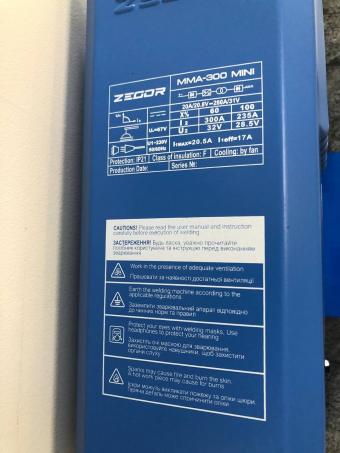 ZEGOR
MMA-300 MINI
20A/20.8V–260A/31V
X% 60 100
I₂ 300A 235A
U₀=67V U₂ 32V 28.5V
U1~230V 50/60Hz I1max=20.5A I1eff=17A
Protection: IP21 Class of insulation: F Cooling: by fan
Production Date: Series №:
CAUTIONS! Please read the user manual and instruction
carefully before execution of welding
ЗАСТЕРЕЖЕННЯ! Будь ласка, уважно прочитайте
посібник користувача та інструкцію перед виконанням
зварювання
Work in the presence of adequate ventilation
Працювати за наявності достатньої вентиляції
Earth the welding machine according to the
applicable regulations.
Заземлити зварювальний апарат відповідно
до чинних норм та правил
Protect your eyes with welding masks. Use
headphones to protect your hearing
Захистіть очі маскою для зварювання,
використовуйте навушники, щоб захистити
органи слуху
Sparks may cause fire and burn the skin.
A hot work piece may cause for burns
Іскри можуть викликати пожежу та опіки шкіри.
Гарячі деталі може спричинити опіки